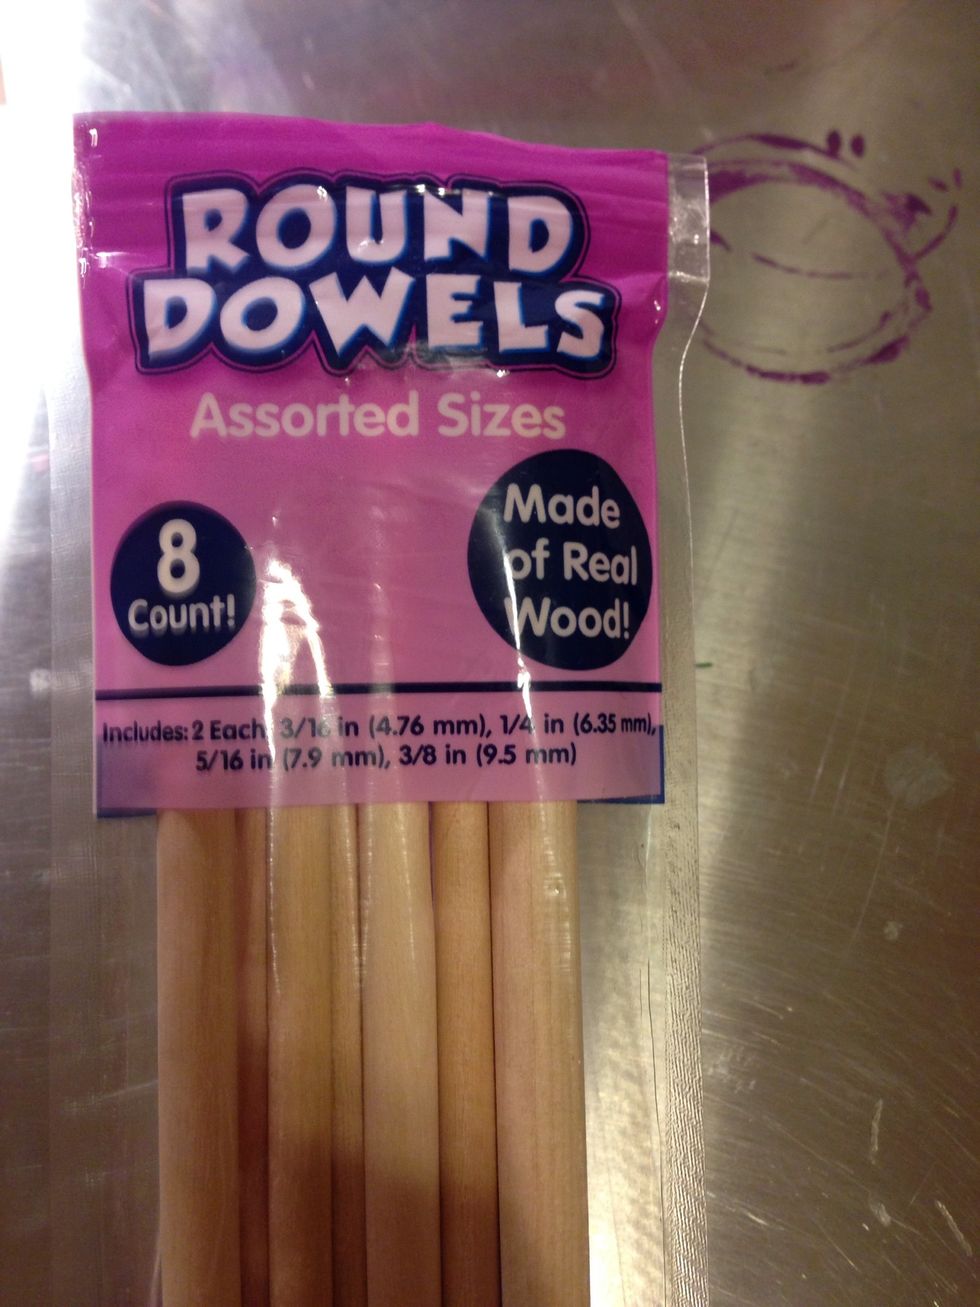 ROUND
DOWELS
Assorted Sizes
8
Count!
Made
of Real
Wood!
Includes: 2 Each, 3/16 in (4.76 mm), 1/4 in (6.35 mm),
5/16 in (7.9 mm), 3/8 in (9.5 mm)